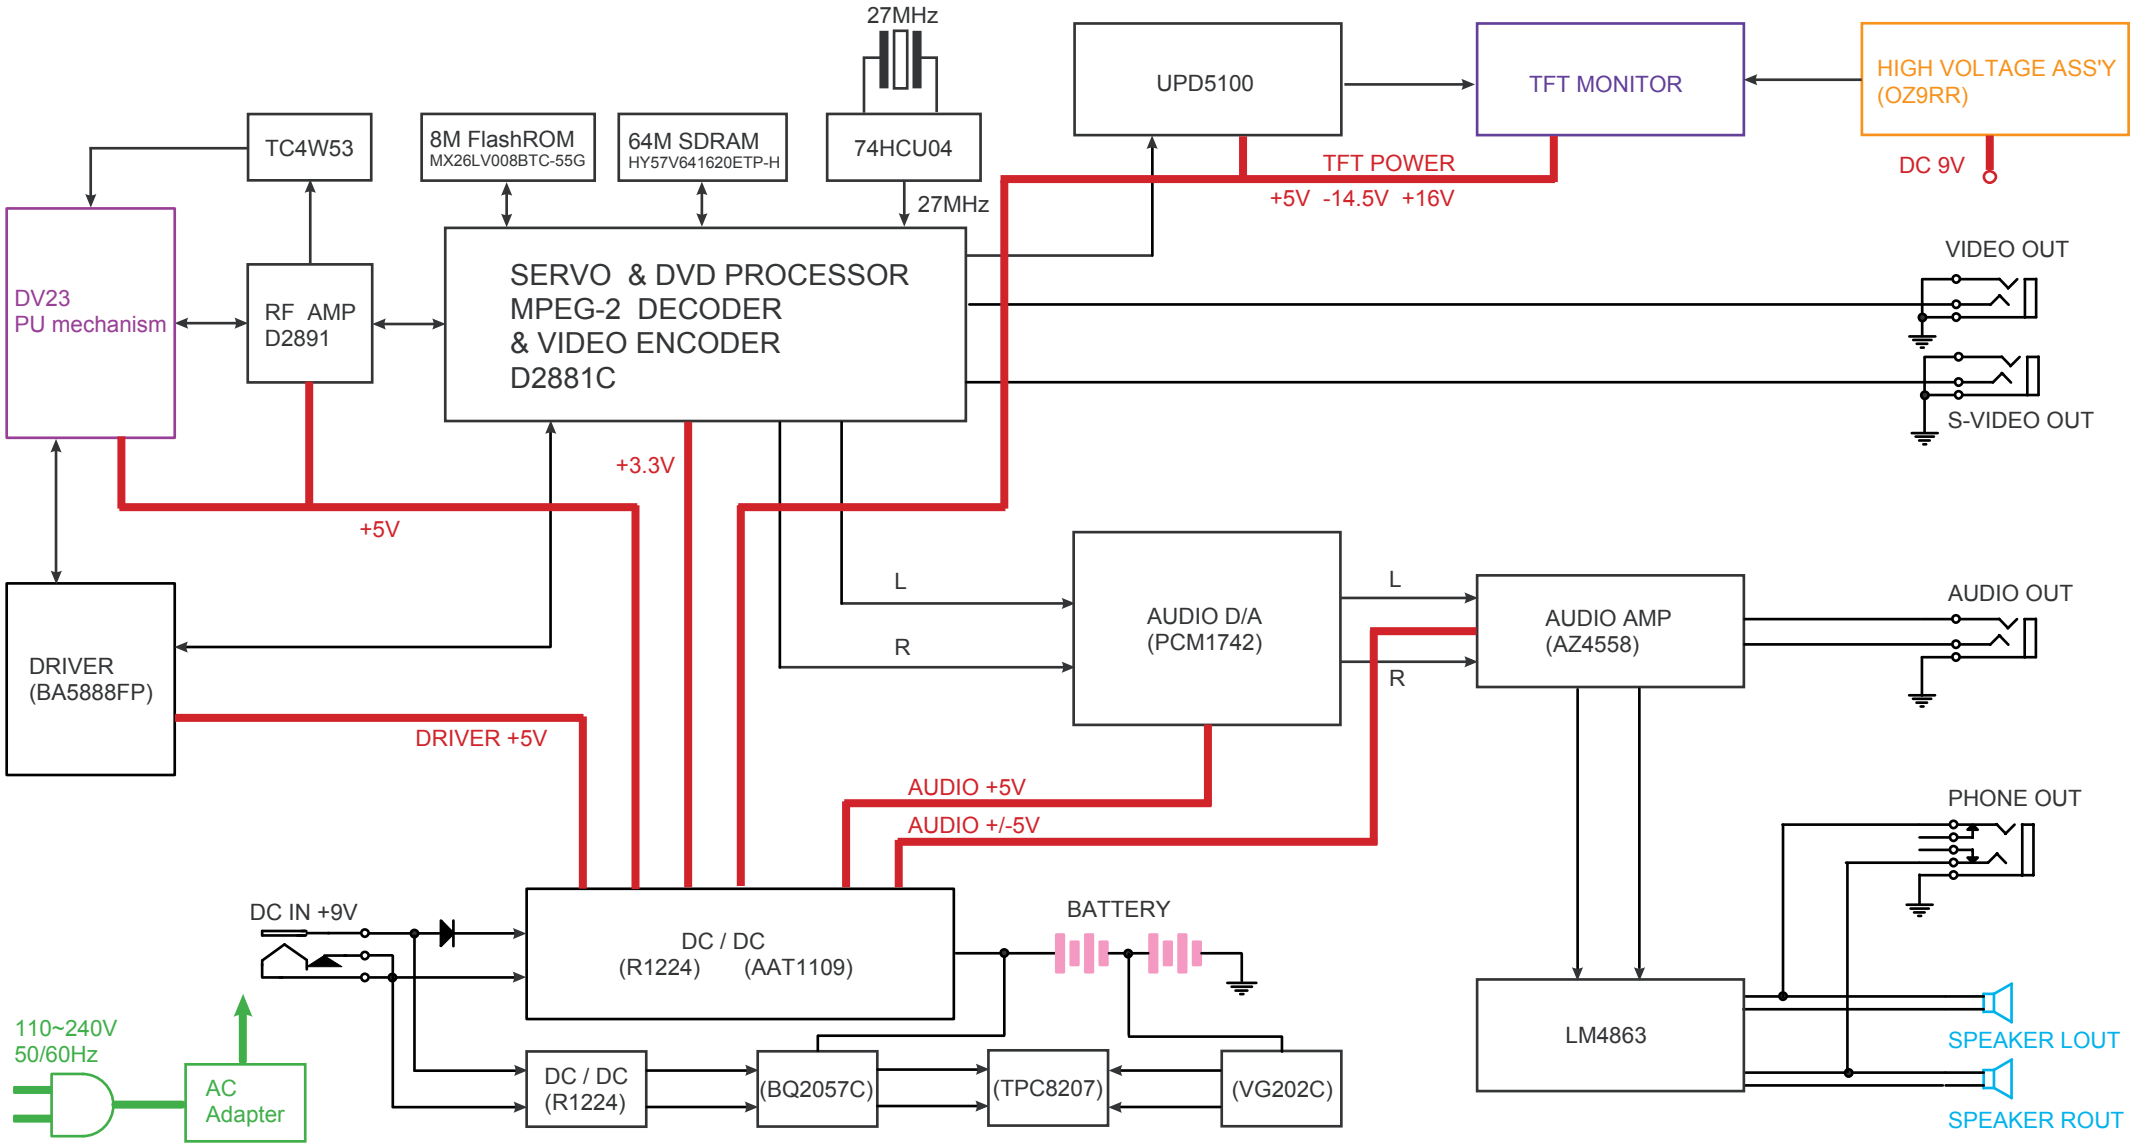 27MHz
UPD5100
TFT MONITOR
HIGH VOLTAGE ASS'Y
(OZ9RR)
TC4W53
8M FlashROM
MX26LV008BTC-55G
64M SDRAM
HY57V641620ETP-H
74HCU04
TFT POWER
DC 9V
+5V -14.5V +16V
27MHz
VIDEO OUT
DV23
PU mechanism
RF AMP
D2891
SERVO & DVD PROCESSOR
MPEG-2 DECODER
& VIDEO ENCODER
D2881C
S-VIDEO OUT
+3.3V
+5V
L
R
AUDIO D/A
(PCM1742)
L
R
AUDIO AMP
(AZ4558)
AUDIO OUT
DRIVER
(BA5888FP)
DRIVER +5V
AUDIO +5V
AUDIO +/-5V
PHONE OUT
DC IN +9V
DC / DC
(R1224) (AAT1109)
BATTERY
110~240V
50/60Hz
AC
Adapter
DC / DC
(R1224)
(BQ2057C)
(TPC8207)
(VG202C)
LM4863
SPEAKER LOUT
SPEAKER ROUT